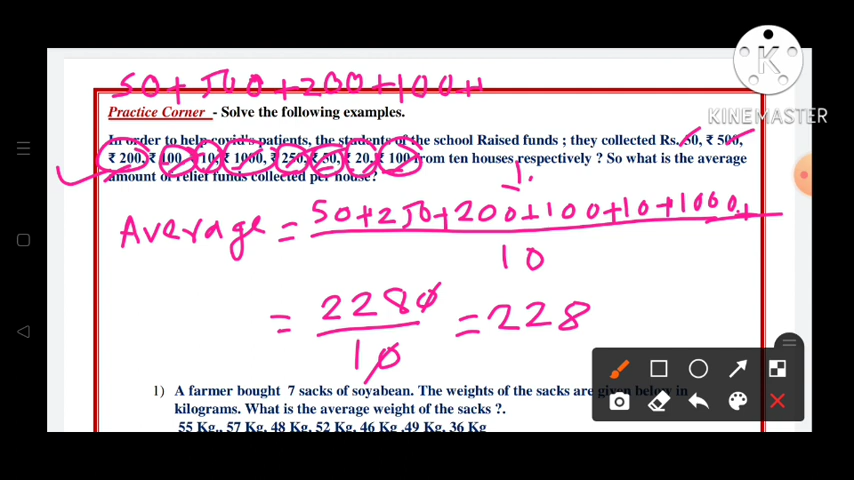 50+ 500+200+100+1
KINEMASTER
Practice Corner - Solve the following examples.
In order to help covid's patients, the students of the school Raised funds ; they collected Rs. 50, ₹ 500,
₹ 200, ₹ 100, ₹ 10, ₹ 1000, ₹ 250, ₹ 50, ₹ 20, ₹ 100 from ten houses respectively ? So what is the average
amount of relief funds collected per house?
Average = 50+250+200+100+10+1000+
10
= 2280 = 228
10
1) A farmer bought 7 sacks of soyabean. The weights of the sacks are given below in
kilograms. What is the average weight of the sacks ?.
55 Kg., 57 Kg, 48 Kg, 52 Kg, 46 Kg ,49 Kg, 36 Kg